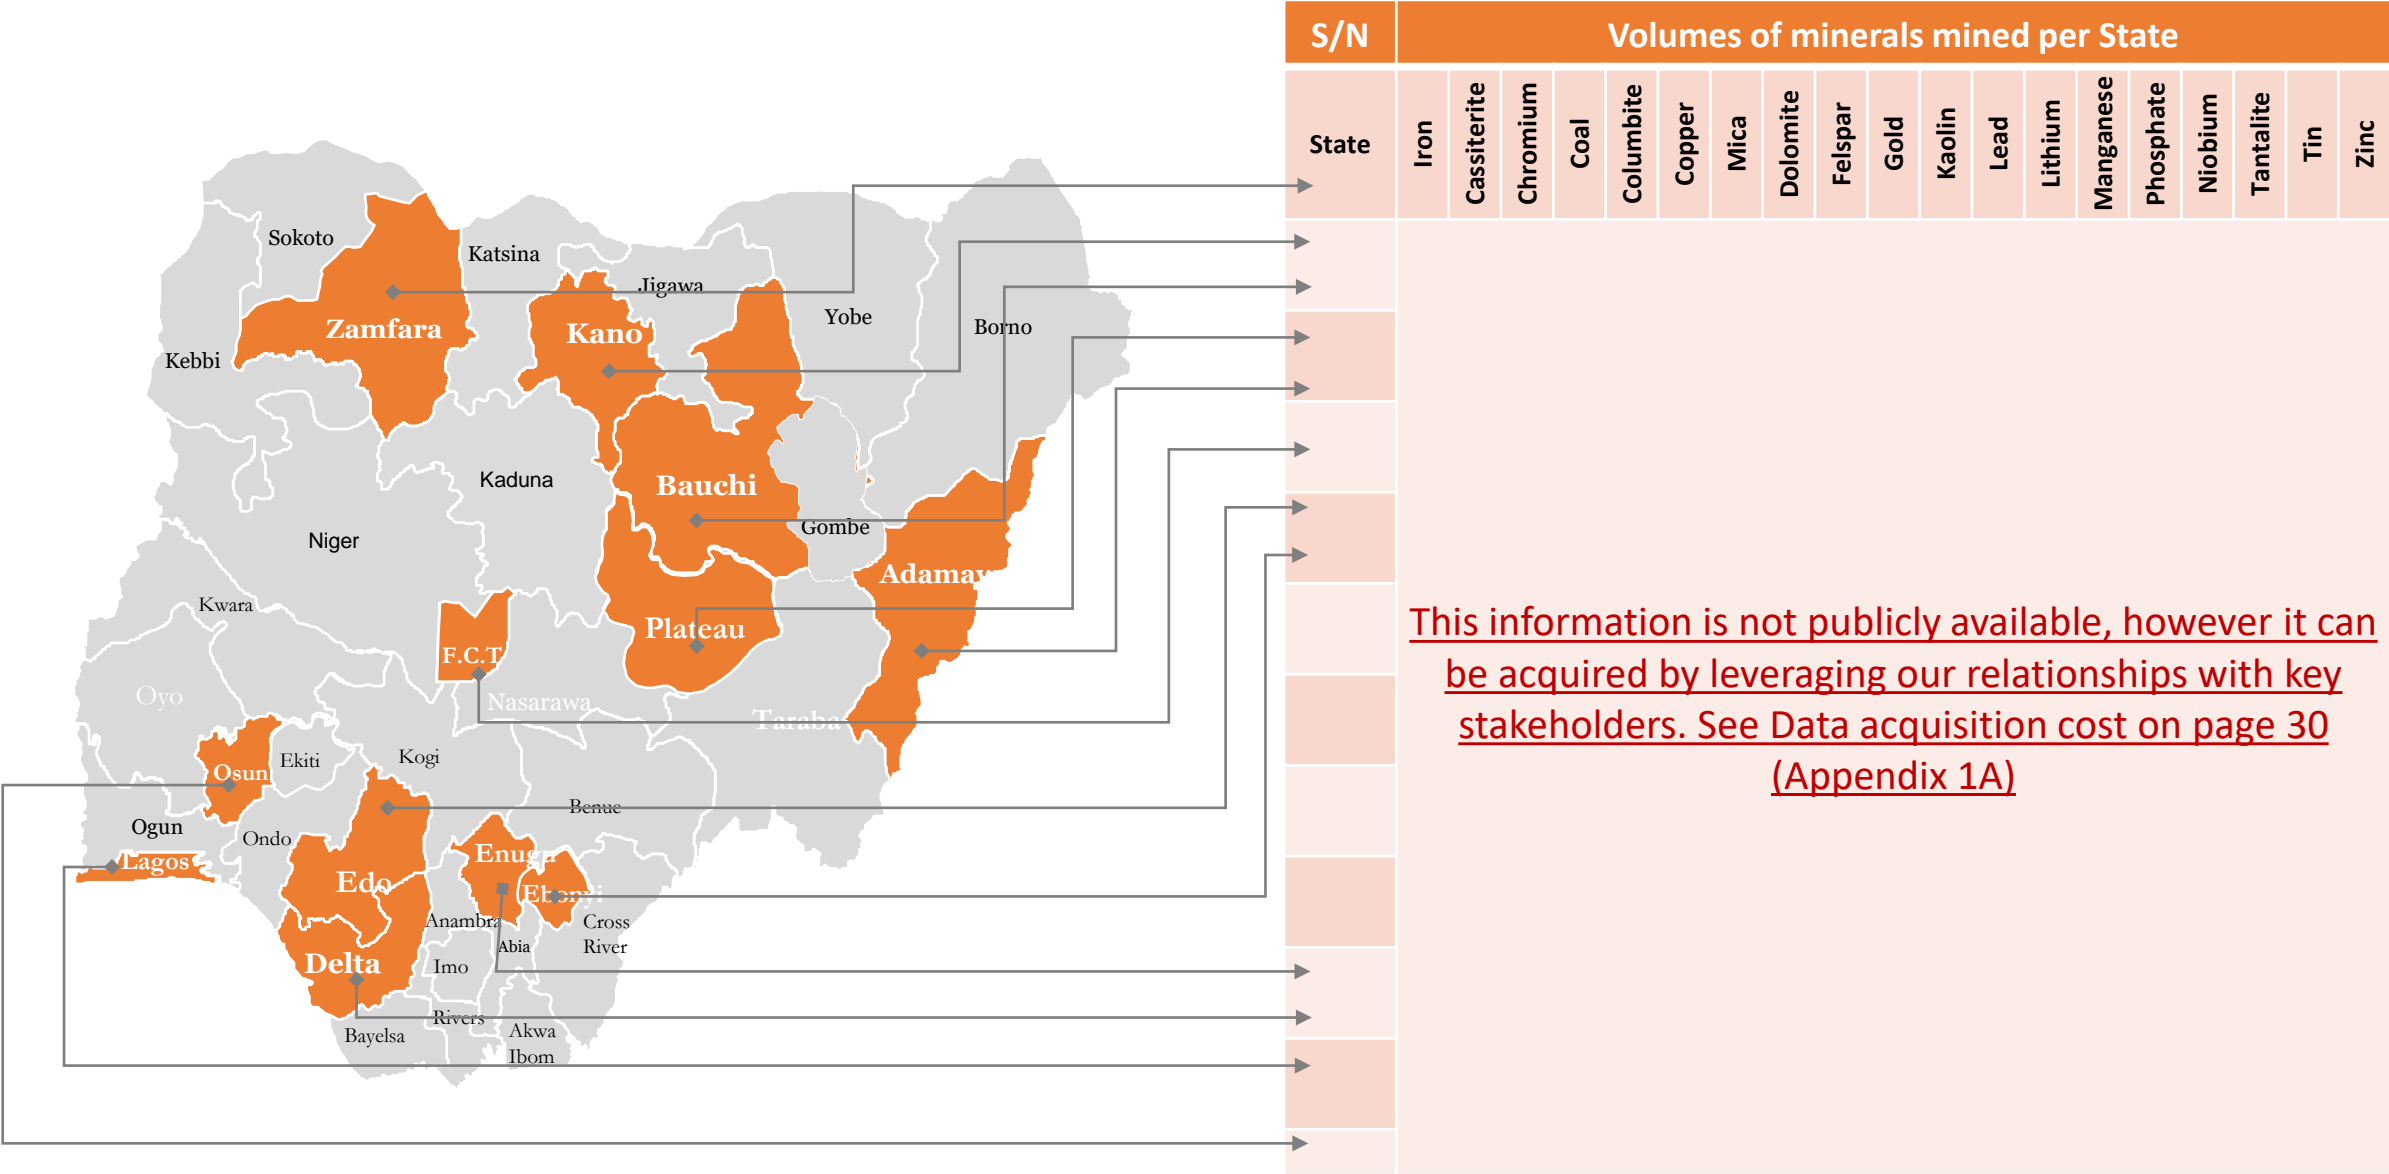 S/N
Volumes of minerals mined per State
State
Iron
Cassiterite
Chromium
Coal
Columbite
Copper
Mica
Dolomite
Felspar
Gold
Kaolin
Lead
Lithium
Manganese
Phosphate
Niobium
Tantalite
Tin
Zinc
Sokoto
Katsina
Jigawa
Yobe
Borno
Zamfara
Kano
Kebbi
Kaduna
Bauchi
Gombe
Niger
Adamaw
Kwara
Plateau
F.C.T
Oyo
Nasarawa
Taraba
Osun
Ekiti
Kogi
Benue
Ogun
Ondo
Lagos
Enugu
Edo
Ebonyi
Anambra
Cross
River
Abia
Delta
Imo
Rivers
Bayelsa
Akwa
Ibom
This information is not publicly available, however it can
be acquired by leveraging our relationships with key
stakeholders. See Data acquisition cost on page 30
(Appendix 1A)